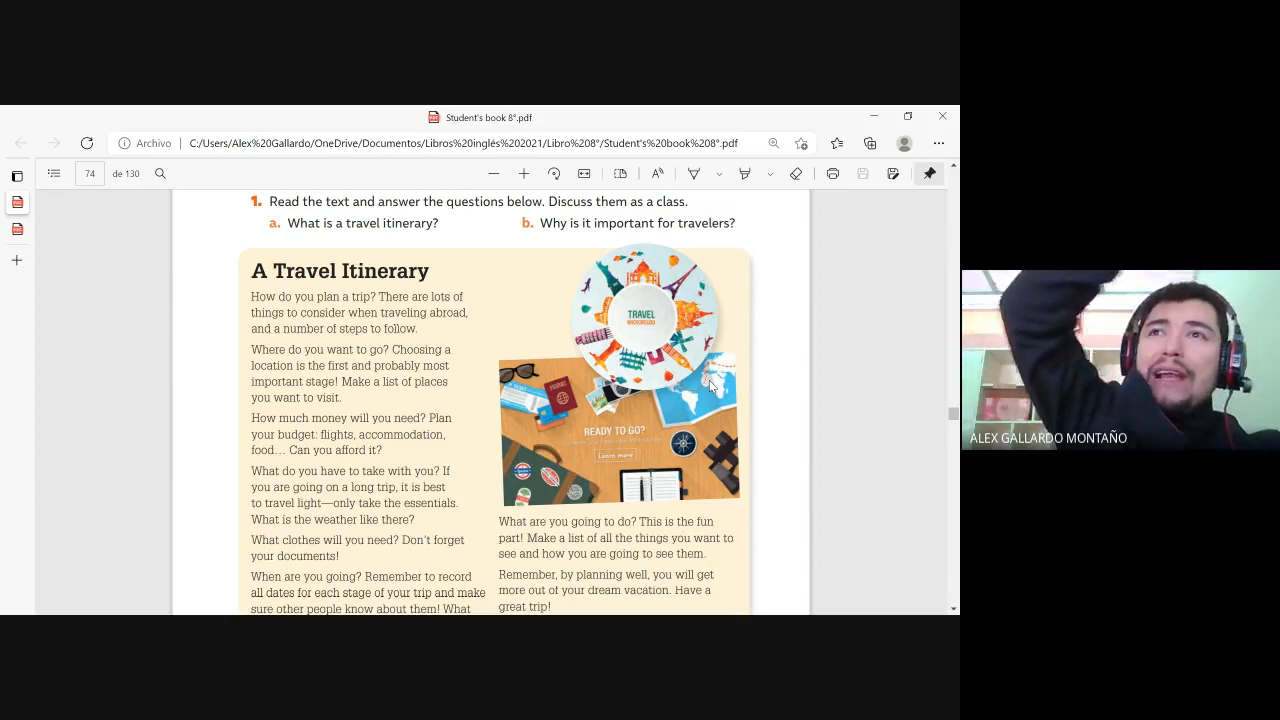 Student's book 8°.pdf
Archivo
C:/Users/Alex%20Gallardo/OneDrive/Documentos/Libros%20inglés%202021/Libro%208°/Student's%20book%208°.pdf
74
de 130
1. Read the text and answer the questions below. Discuss them as a class.
a. What is a travel itinerary?
b. Why is it important for travelers?
A Travel Itinerary
How do you plan a trip? There are lots of
things to consider when traveling abroad,
and a number of steps to follow.
Where do you want to go? Choosing a
location is the first and probably most
important stage! Make a list of places
you want to visit.
How much money will you need? Plan
your budget: flights, accommodation,
food… Can you afford it?
What do you have to take with you? If
you are going on a long trip, it is best
to travel light—only take the essentials.
What is the weather like there?
What clothes will you need? Don't forget
your documents!
When are you going? Remember to record
all dates for each stage of your trip and make
sure other people know about them! What
TRAVEL
BACKGROUND
PASSPORT
READY TO GO?
Learn more
What are you going to do? This is the fun
part! Make a list of all the things you want to
see and how you are going to see them.
Remember, by planning well, you will get
more out of your dream vacation. Have a
great trip!
ALEX GALLARDO MONTAÑO